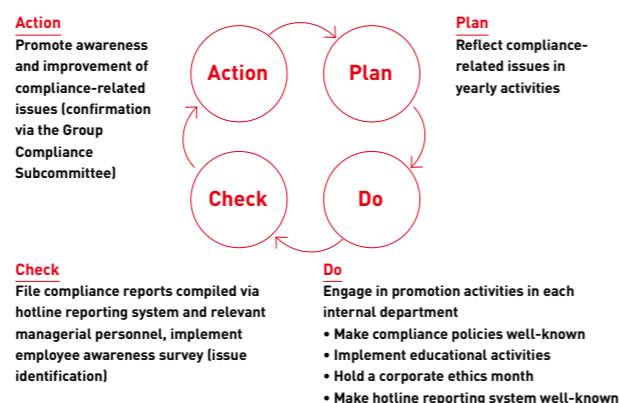 Action
Promote awareness
and improvement of
compliance-related
issues (confirmation
via the Group
Compliance
Subcommittee)
Action
Plan
Plan
Reflect compliance-
related issues in
yearly activities
Check
Do
Check
File compliance reports compiled via
hotline reporting system and relevant
managerial personnel, implement
employee awareness survey (issue
identification)
Do
Engage in promotion activities in each
internal department
• Make compliance policies well-known
• Implement educational activities
• Hold a corporate ethics month
• Make hotline reporting system well-known